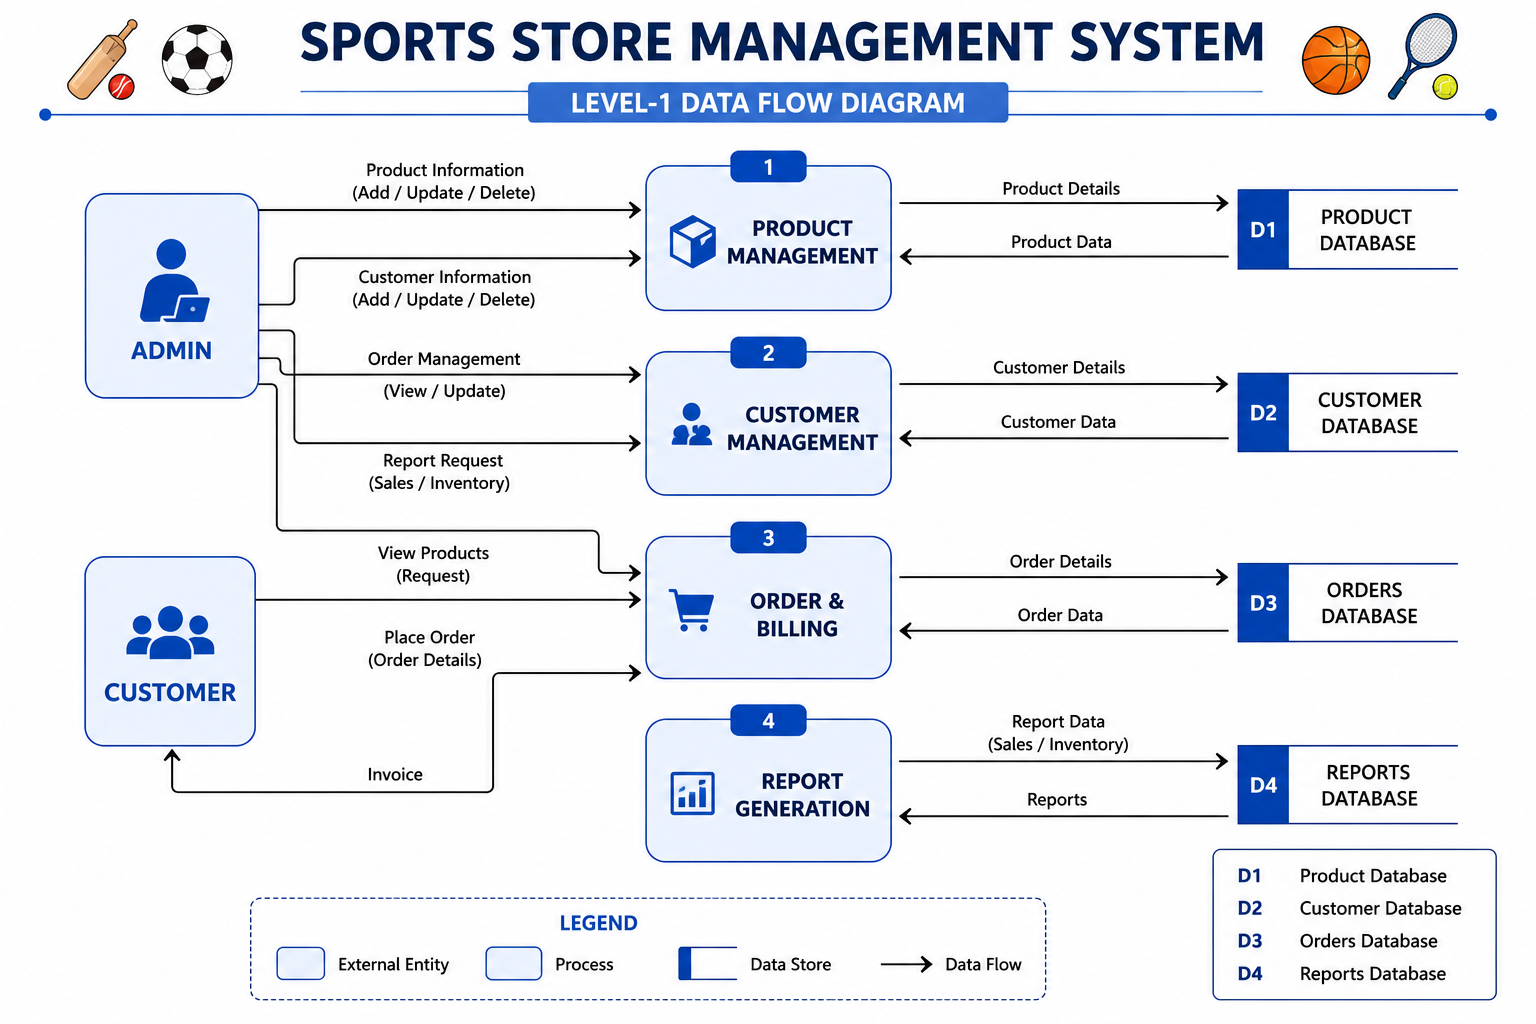 SPORTS STORE MANAGEMENT SYSTEM
LEVEL-1 DATA FLOW DIAGRAM
Product Information
(Add / Update / Delete)
Customer Information
(Add / Update / Delete)
ADMIN
Order Management
(View / Update)
Report Request
(Sales / Inventory)
View Products
(Request)
Place Order
(Order Details)
CUSTOMER
Invoice
1
PRODUCT
MANAGEMENT
2
CUSTOMER
MANAGEMENT
3
ORDER &
BILLING
4
REPORT
GENERATION
Product Details
Product Data
Customer Details
Customer Data
Order Details
Order Data
Report Data
(Sales / Inventory)
Reports
D1
PRODUCT
DATABASE
D2
CUSTOMER
DATABASE
D3
ORDERS
DATABASE
D4
REPORTS
DATABASE
D1 Product Database
D2 Customer Database
D3 Orders Database
D4 Reports Database
LEGEND
External Entity
Process
Data Store
Data Flow